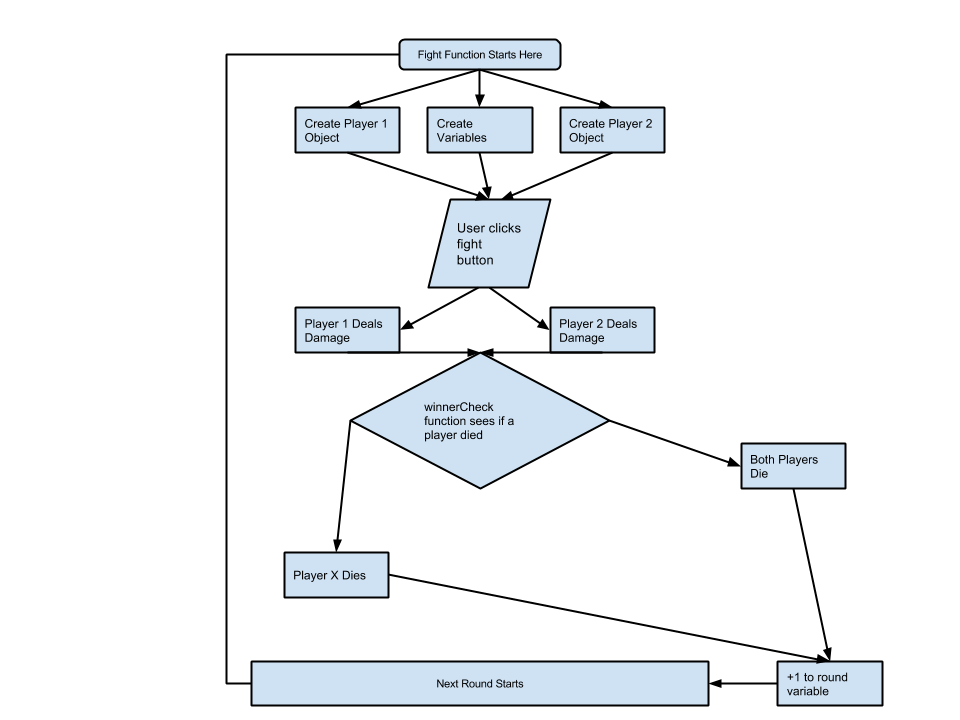 Fight Function Starts Here
Create Player 1
Object
Create
Variables
Create Player 2
Object
User clicks
fight
button
Player 1 Deals
Damage
Player 2 Deals
Damage
winnerCheck
function sees if a
player died
Both Players
Die
Player X Dies
Next Round Starts
+1 to round
variable